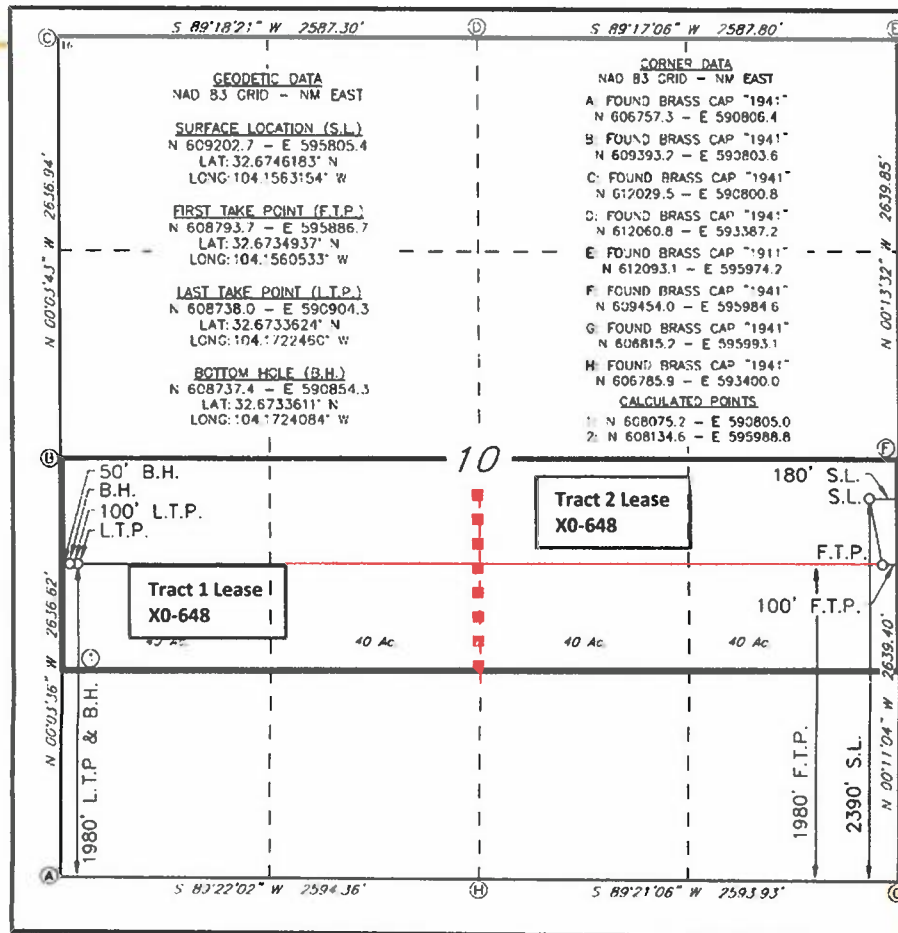 S 89°18'21" W 2587.30'
S 89°17'06" W 2587.80'
C
D
E
16
GEODETIC DATA
NAD 83 GRID - NM EAST
SURFACE LOCATION (S.L.)
N 609202.7 - E 595805.4
LAT: 32.6746183° N
LONG: 104.1563154° W
FIRST TAKE POINT (F.T.P.)
N 608793.7 - E 595886.7
LAT: 32.6734937° N
LONG: 104.1560533° W
LAST TAKE POINT (L.T.P.)
N 608738.0 - E 590904.3
LAT: 32.6733624° N
LONG: 104.1722460° W
BOTTOM HOLE (B.H.)
N 608737.4 - E 590854.3
LAT: 32.6733611° N
LONG: 104.1724084° W
CORNER DATA
NAD 83 GRID - NM EAST
A: FOUND BRASS CAP "1941"
N 606757.3 - E 590806.4
B: FOUND BRASS CAP "1941"
N 609393.2 - E 590803.6
C: FOUND BRASS CAP "1941"
N 612029.5 - E 590800.8
D: FOUND BRASS CAP "1941"
N 612060.8 - E 593387.2
E: FOUND BRASS CAP "1911"
N 612093.1 - E 595974.2
F: FOUND BRASS CAP "1941"
N 609454.0 - E 595984.6
G: FOUND BRASS CAP "1941"
N 606815.2 - E 595993.1
H: FOUND BRASS CAP "1941"
N 606785.9 - E 593400.0
CALCULATED POINTS
1: N 608075.2 - E 590805.0
2: N 608134.6 - E 595988.8
N 00°03'43" W 2636.94'
N 00°13'32" W 2639.85'
B
10
F
50' B.H.
B.H.
100' L.T.P.
L.T.P.
Tract 2 Lease
X0-648
180' S.L.
S.L.
F.T.P.
100' F.T.P.
Tract 1 Lease
X0-648
40 Ac.
40 Ac.
40 Ac.
40 Ac.
N 00°03'36" W 2636.62'
1980' L.T.P & B.H.
1980' F.T.P.
2390' S.L.
N 00°11'04" W 2639.40'
A
H
G
S 89°22'02" W 2594.36'
S 89°21'06" W 2593.93'